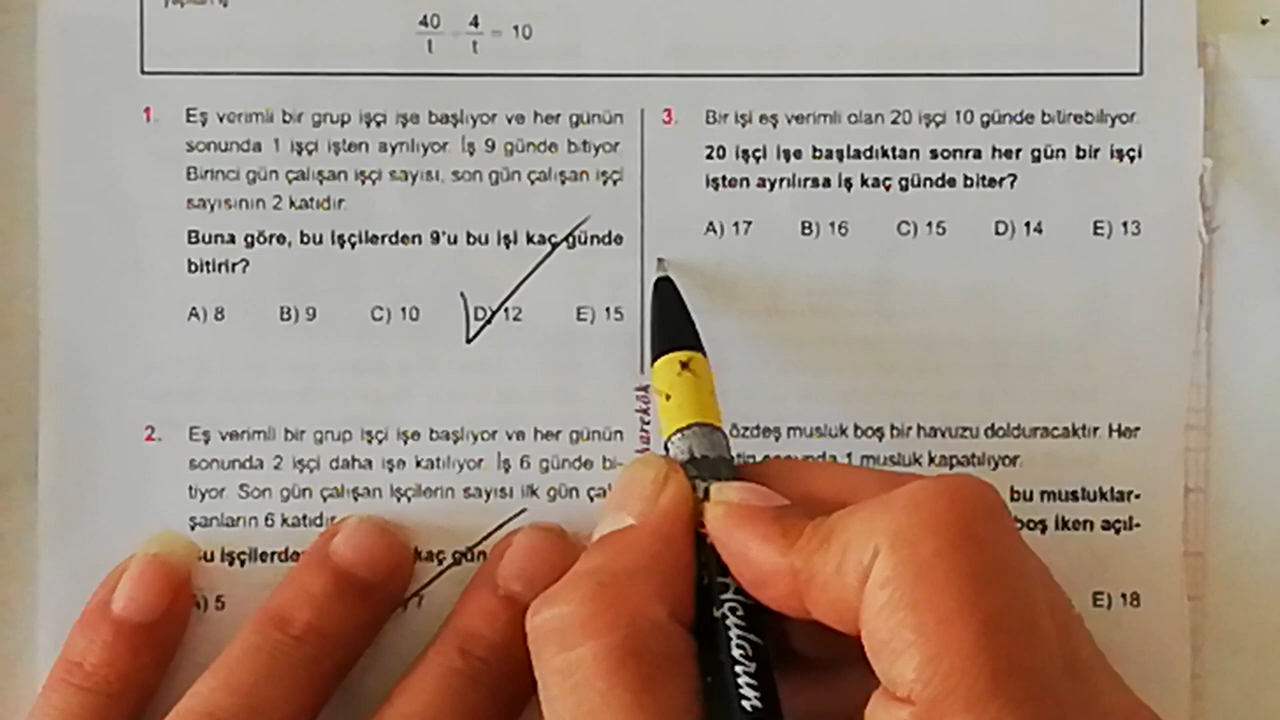 40 4
— - — = 10
t t
1. Eş verimli bir grup işçi işe başlıyor ve her günün
sonunda 1 işçi işten ayrılıyor. İş 9 günde bitiyor.
Birinci gün çalışan işçi sayısı, son gün çalışan işçi
sayısının 2 katıdır.
Buna göre, bu işçilerden 9'u bu işi kaç günde
bitirir?
A) 8 B) 9 C) 10 D) 12 E) 15
2. Eş verimli bir grup işçi işe başlıyor ve her günün
sonunda 2 işçi daha işe katılıyor. İş 6 günde bi-
tiyor. Son gün çalışan işçilerin sayısı ilk gün çalı-
şanların 6 katıdır.
kaç gün
A) 5
3. Bir işi eş verimli olan 20 işçi 10 günde bitirebiliyor.
20 işçi işe başladıktan sonra her gün bir işçi
işten ayrılırsa iş kaç günde biter?
A) 17 B) 16 C) 15 D) 14 E) 13
karekök
özdeş musluk boş bir havuzu dolduracaktır. Her
1 musluk kapatılıyor.
bu musluklar-
boş iken açıl-
E) 18
Açıların